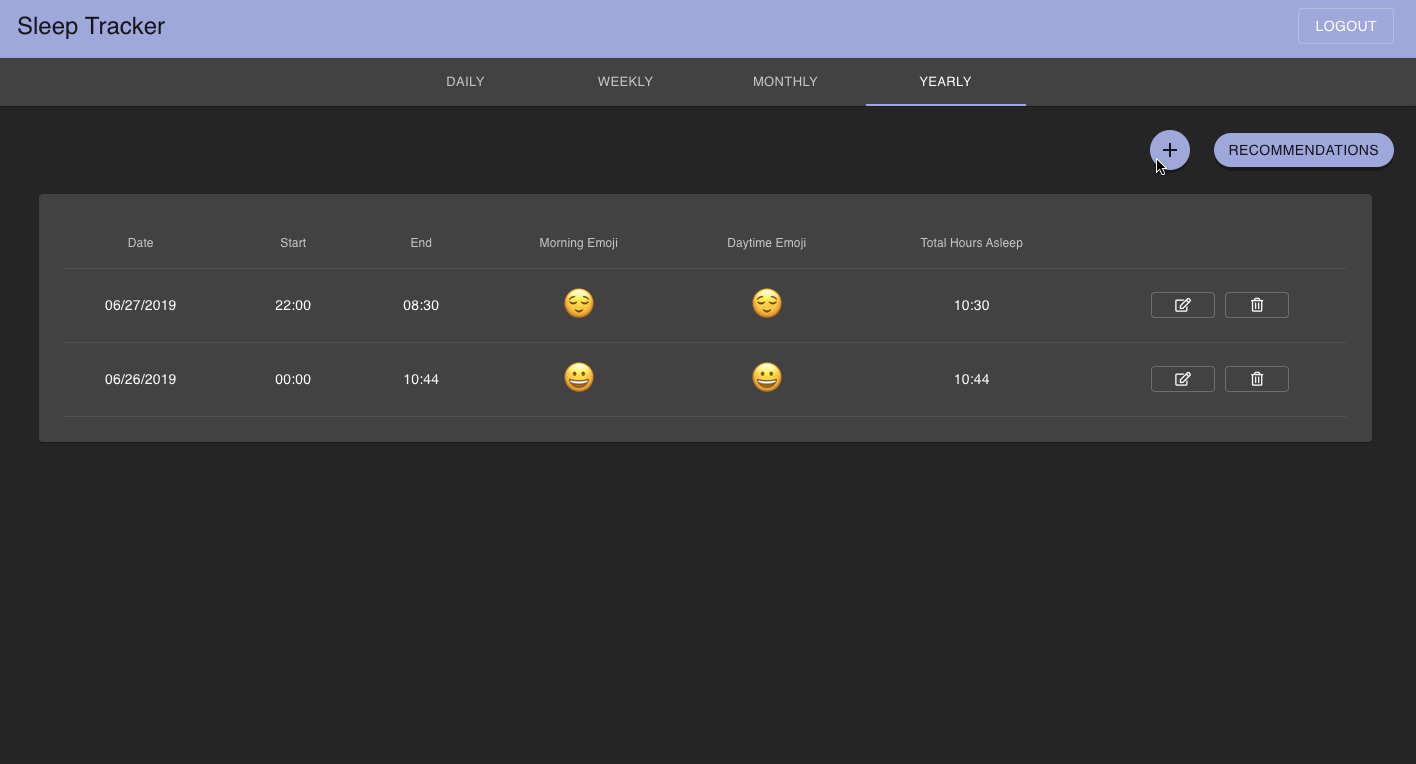 Sleep Tracker
LOGOUT
DAILY WEEKLY MONTHLY YEARLY
RECOMMENDATIONS
Date Start End Morning Emoji Daytime Emoji Total Hours Asleep
06/27/2019 22:00 08:30 😌 😌 10:30
06/26/2019 00:00 10:44 😀 😀 10:44